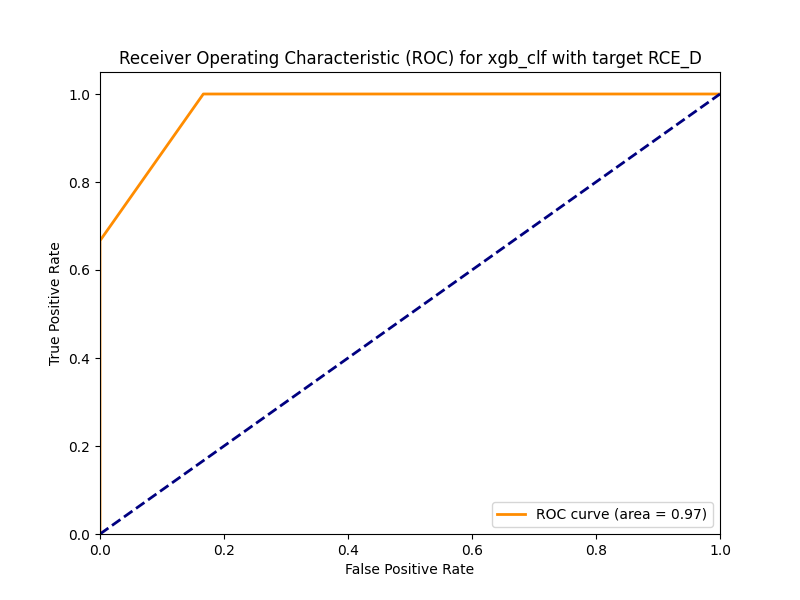 Receiver Operating Characteristic (ROC) for xgb_clf with target RCE_D
1.0
0.8
0.6
0.4
0.2
0.0
True Positive Rate
ROC curve (area = 0.97)
0.0 0.2 0.4 0.6 0.8 1.0
False Positive Rate